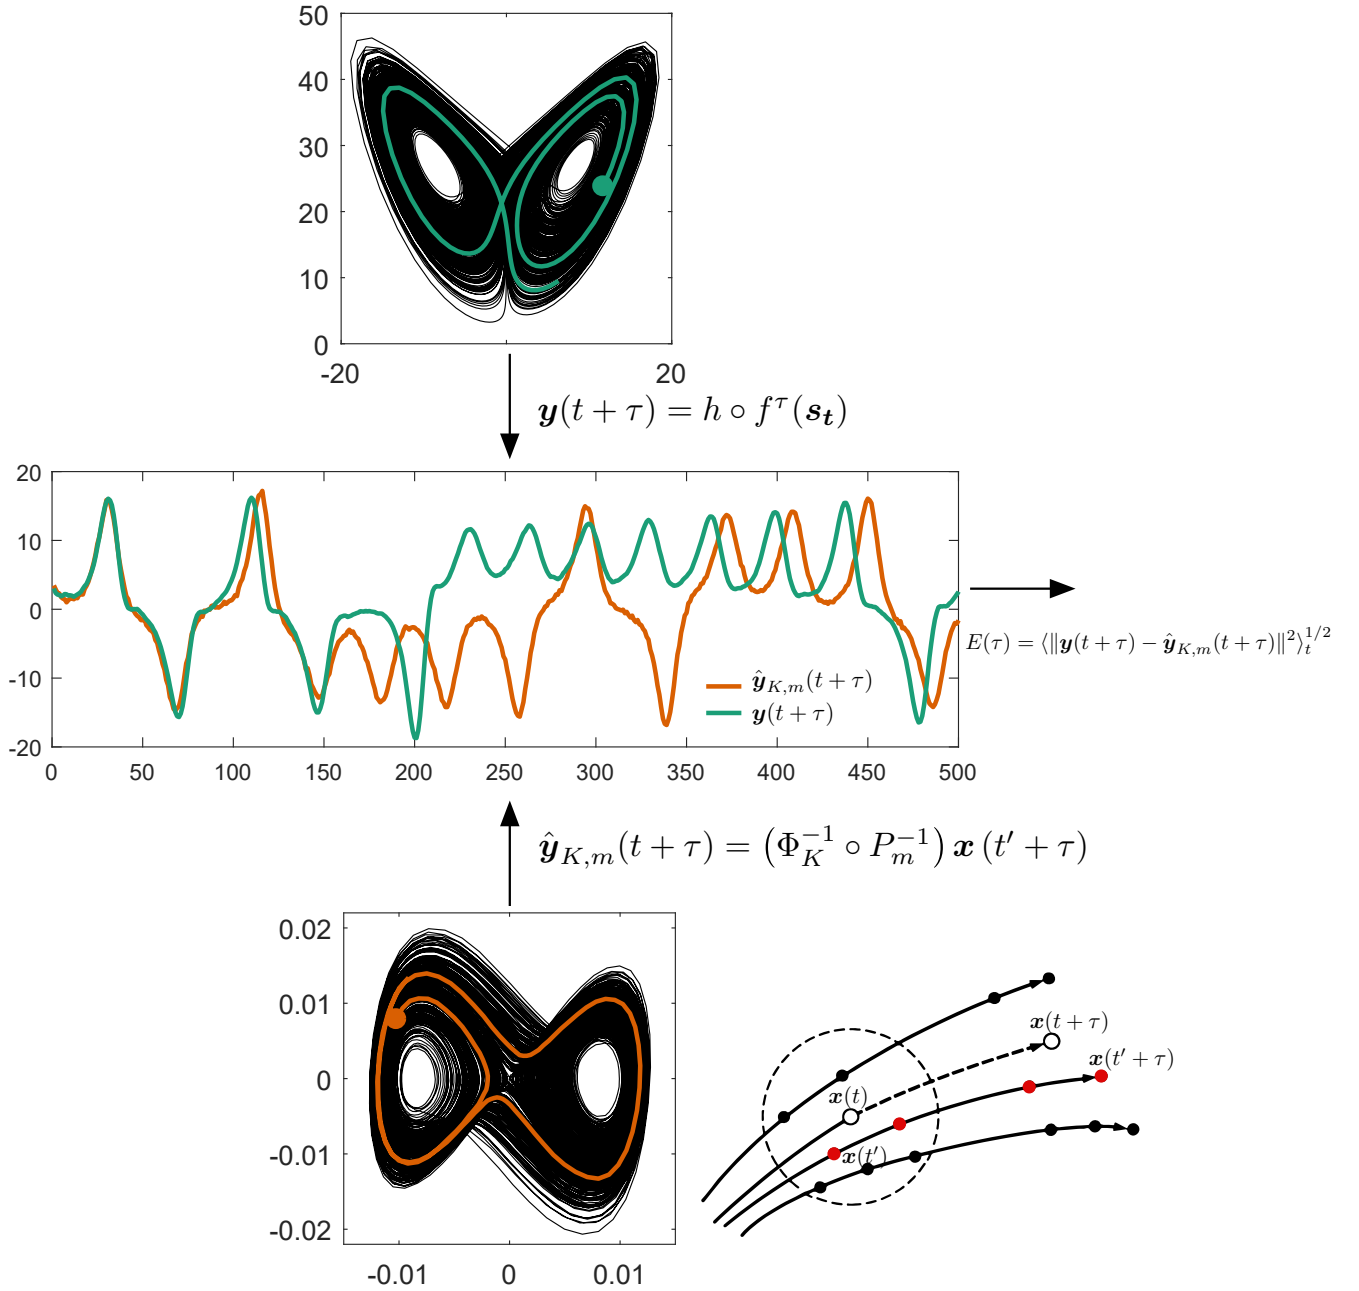 50
40
30
20
10
0
-20 20
𝒚(t + τ) = h ∘ f^τ(𝒔_𝒕)
20
10
0
-10
-20
0 50 100 150 200 250 300 350 400 450 500
ŷ_{K,m}(t + τ)
𝒚(t + τ)
E(τ) = ⟨‖𝒚(t + τ) − ŷ_{K,m}(t + τ)‖²⟩_t^{1/2}
ŷ_{K,m}(t + τ) = (Φ_K^{-1} ∘ P_m^{-1}) 𝒙 (t′ + τ)
0.02
0.01
0
-0.01
-0.02
-0.01 0 0.01
𝒙(t + τ)
𝒙(t′ + τ)
𝒙(t)
𝒙(t′)